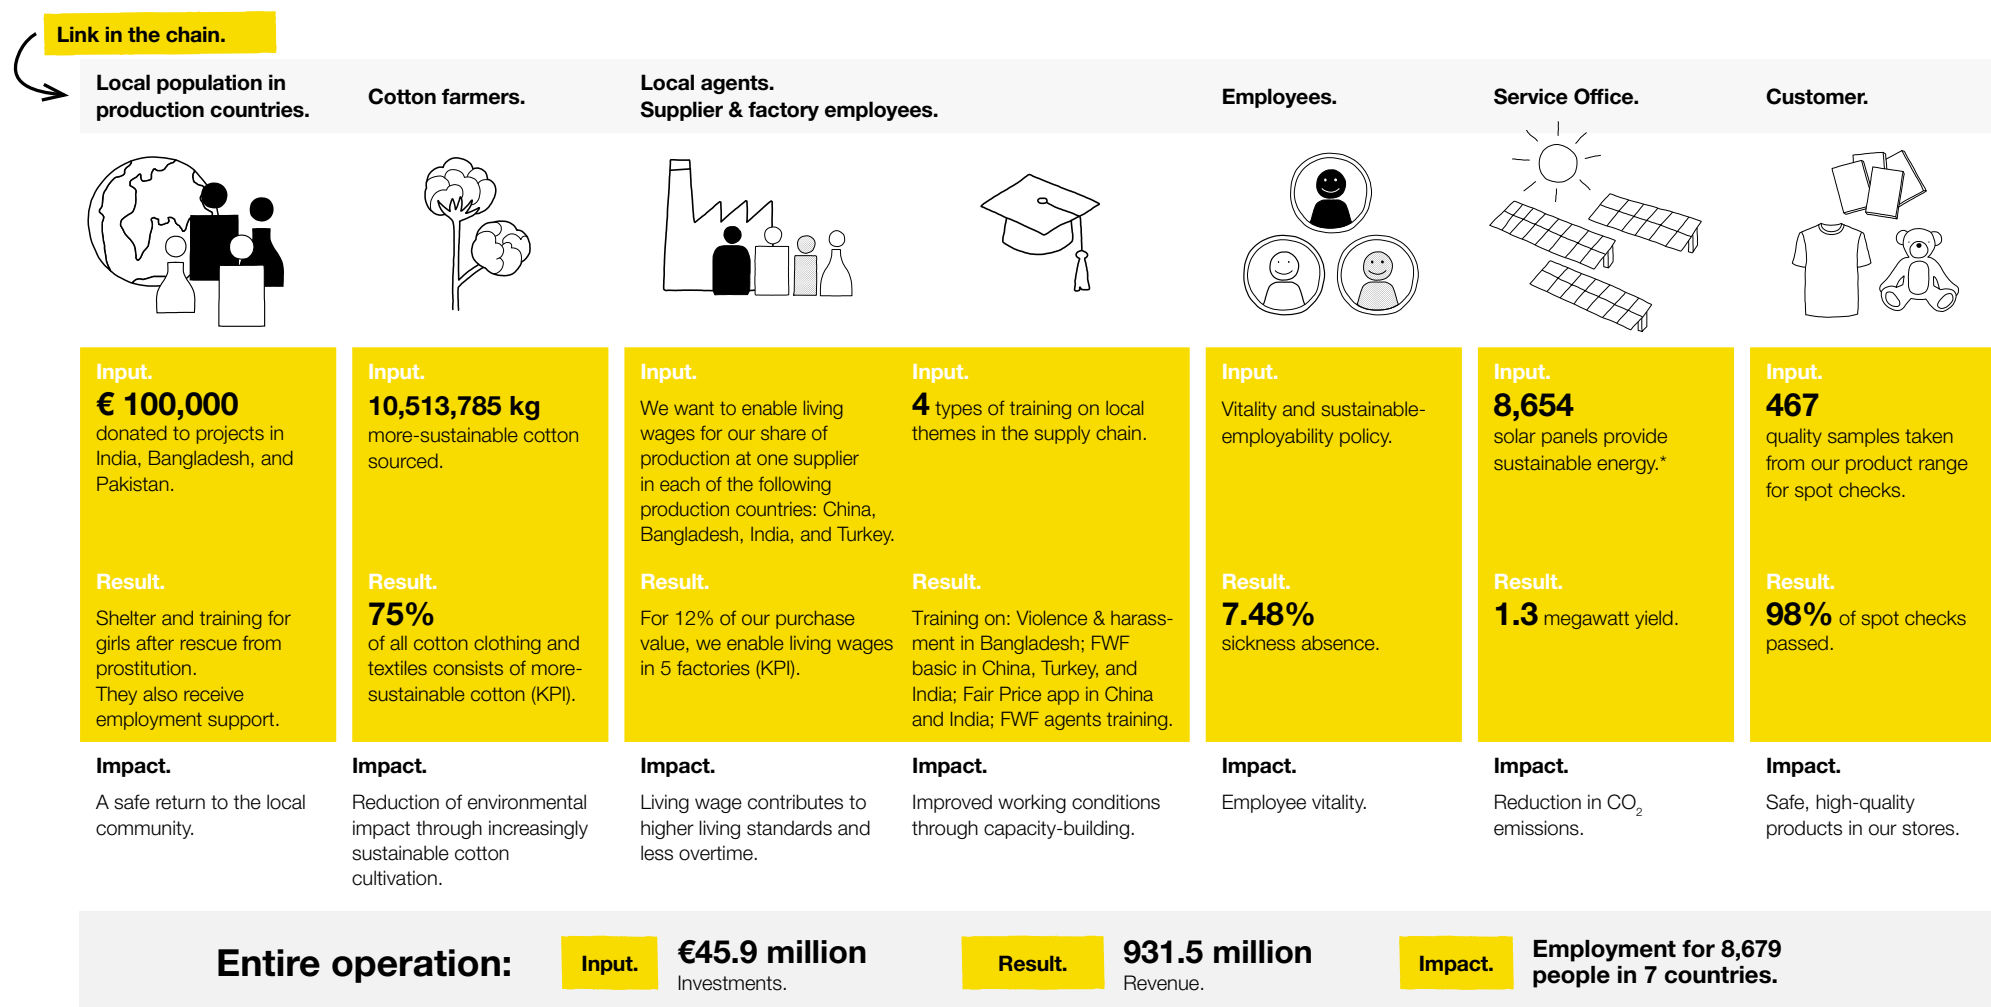 Link in the chain.
Local population in
production countries.
Cotton farmers.
Local agents.
Supplier & factory employees.
Employees.
Service Office.
Customer.
Input.
€ 100,000
donated to projects in
India, Bangladesh, and
Pakistan.
Result.
Shelter and training for
girls after rescue from
prostitution.
They also receive
employment support.
Impact.
A safe return to the local
community.
Input.
10,513,785 kg
more-sustainable cotton
sourced.
Result.
75%
of all cotton clothing and
textiles consists of more-
sustainable cotton (KPI).
Impact.
Reduction of environmental
impact through increasingly
sustainable cotton
cultivation.
Input.
We want to enable living
wages for our share of
production at one supplier
in each of the following
production countries: China,
Bangladesh, India, and Turkey.
Result.
For 12% of our purchase
value, we enable living wages
in 5 factories (KPI).
Impact.
Living wage contributes to
higher living standards and
less overtime.
Input.
4 types of training on local
themes in the supply chain.
Result.
Training on: Violence & harass-
ment in Bangladesh; FWF
basic in China, Turkey, and
India; Fair Price app in China
and India; FWF agents training.
Impact.
Improved working conditions
through capacity-building.
Input.
Vitality and sustainable-
employability policy.
Result.
7.48%
sickness absence.
Impact.
Employee vitality.
Input.
8,654
solar panels provide
sustainable energy.*
Result.
1.3 megawatt yield.
Impact.
Reduction in CO2
emissions.
Input.
467
quality samples taken
from our product range
for spot checks.
Result.
98% of spot checks
passed.
Impact.
Safe, high-quality
products in our stores.
Entire operation:
Input.
€45.9 million
Investments.
Result.
931.5 million
Revenue.
Impact.
Employment for 8,679
people in 7 countries.